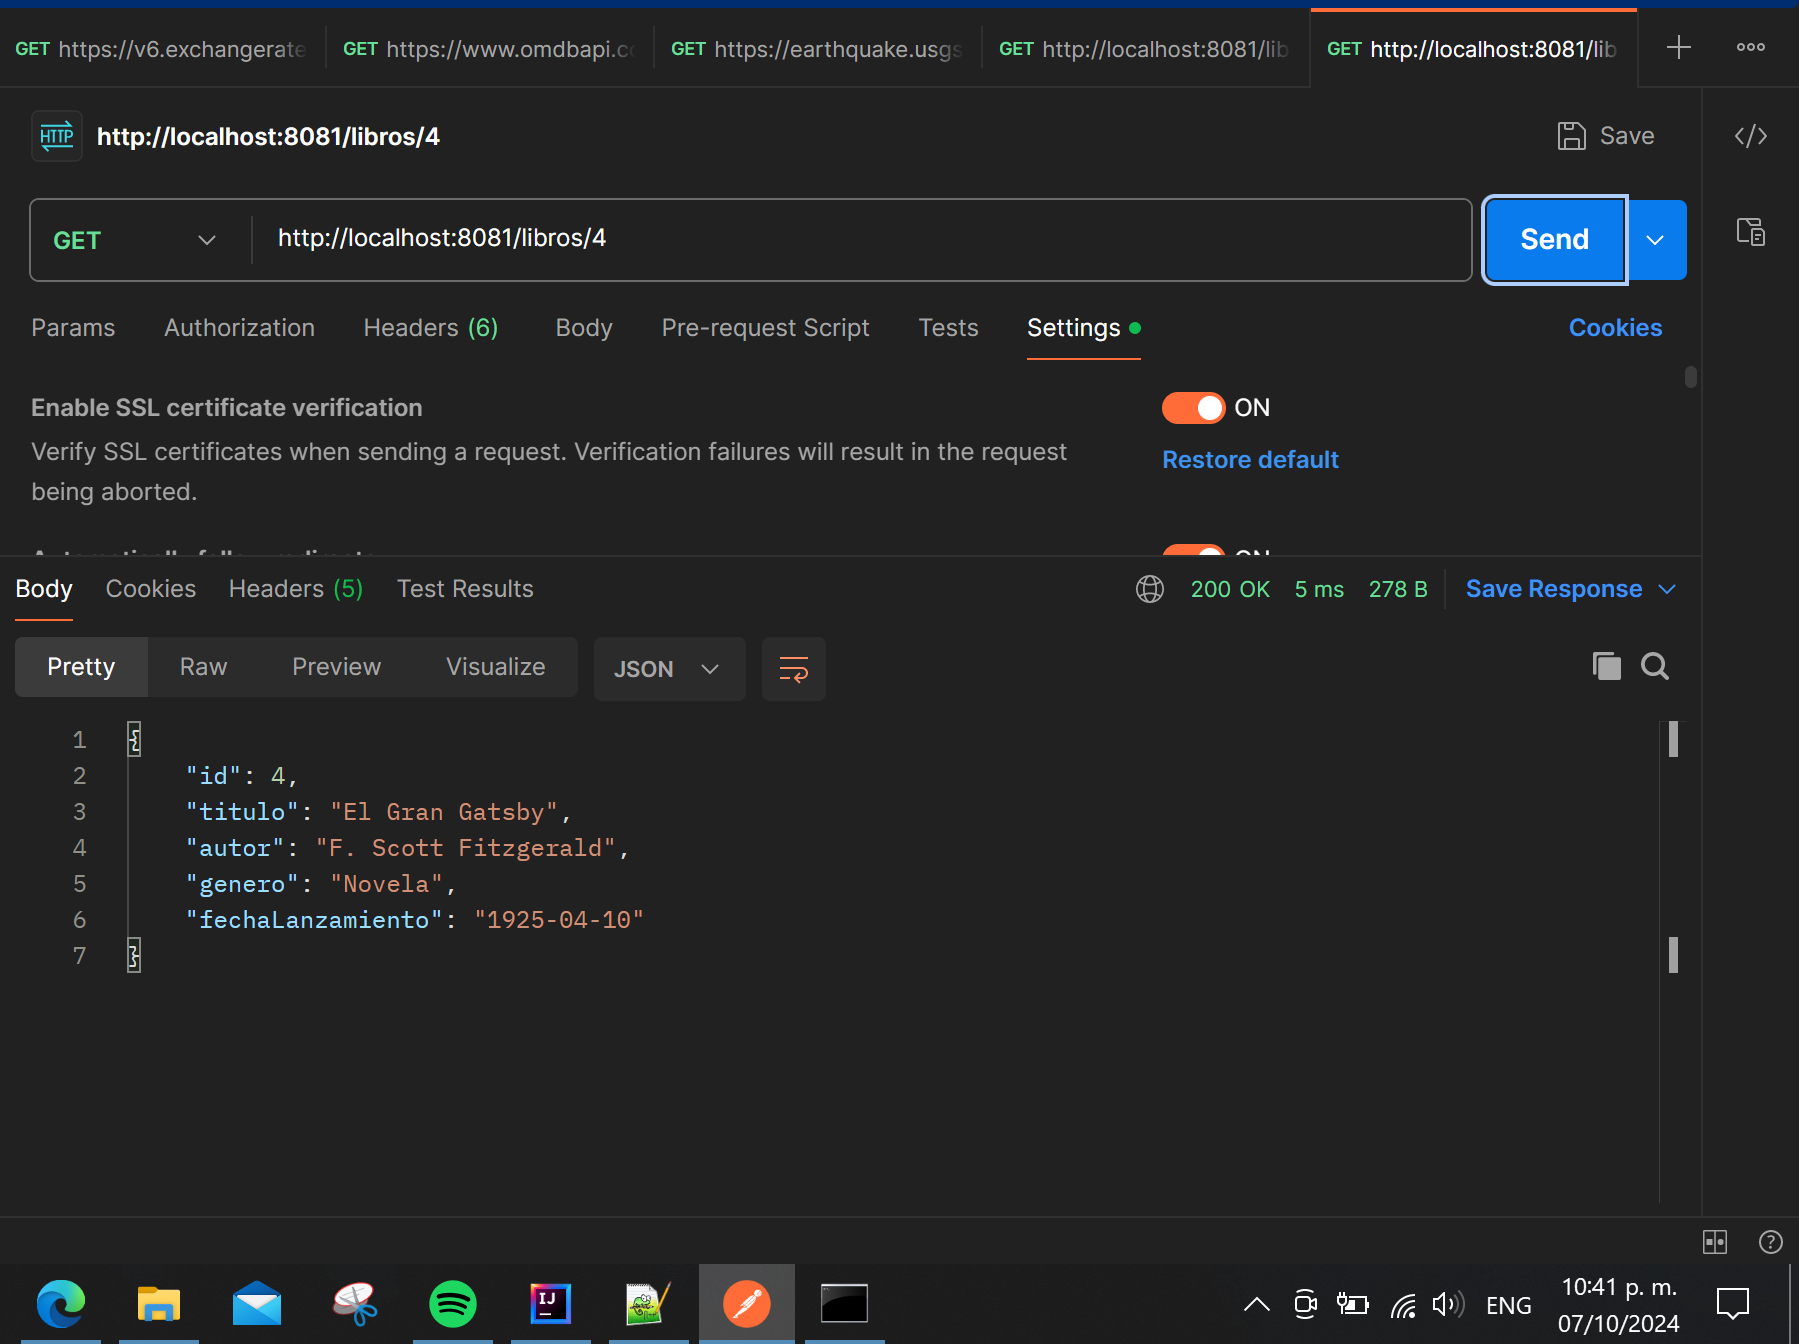 GET https://v6.exchangerate GET https://www.omdbapi.co GET https://earthquake.usgs GET http://localhost:8081/lib GET http://localhost:8081/lib
HTTP http://localhost:8081/libros/4 Save
GET http://localhost:8081/libros/4 Send
Params Authorization Headers (6) Body Pre-request Script Tests Settings Cookies
Enable SSL certificate verification ON
Verify SSL certificates when sending a request. Verification failures will result in the request
being aborted.
Restore default
Automatically follow redirects ON
Body Cookies Headers (5) Test Results 200 OK 5 ms 278 B Save Response
Pretty Raw Preview Visualize JSON
1 {
2 "id": 4,
3 "titulo": "El Gran Gatsby",
4 "autor": "F. Scott Fitzgerald",
5 "genero": "Novela",
6 "fechaLanzamiento": "1925-04-10"
7 }
IJ
ENG
10:41 p. m.
07/10/2024